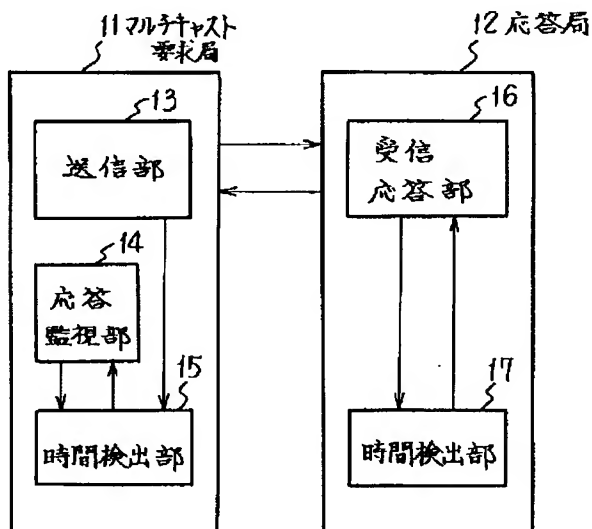 11 マルチキャスト
要求局
13
送信部
14
応答
監視部
15
時間検出部
12 応答局
16
受信
応答部
17
時間検出部